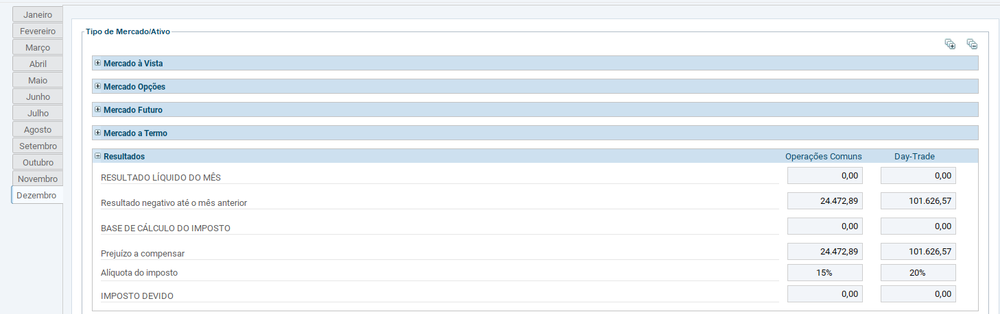 Janeiro
Fevereiro
Março
Abril
Maio
Junho
Julho
Agosto
Setembro
Outubro
Novembro
Dezembro
Tipo de Mercado/Ativo
Mercado à Vista
Mercado Opções
Mercado Futuro
Mercado a Termo
Resultados Operações Comuns Day-Trade
RESULTADO LÍQUIDO DO MÊS 0,00 0,00
Resultado negativo até o mês anterior 24.472,89 101.626,57
BASE DE CÁLCULO DO IMPOSTO 0,00 0,00
Prejuízo a compensar 24.472,89 101.626,57
Alíquota do imposto 15% 20%
IMPOSTO DEVIDO 0,00 0,00